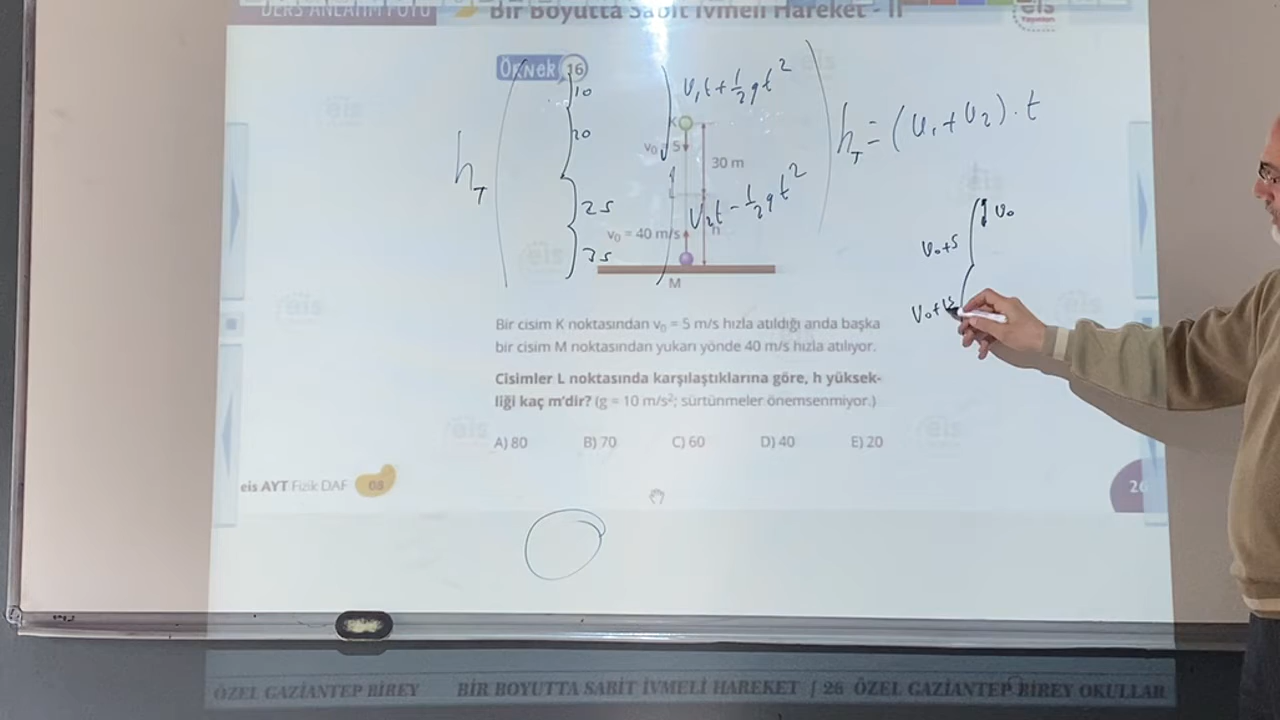 DERS ANLATIM FÖYÜ
Bir Boyutta Sabit İvmeli Hareket - II
eis
Yayınları
Örnek 16
10
20
25
35
h_T
v₁t + ½gt²
v₂t - ½gt²
h_T = (v₁ + v₂) . t
K
v₀ = 5
30 m
L
v₀ = 40 m/s
h
M
v₀
v₀+5
v₀+15
Bir cisim K noktasından v₀ = 5 m/s hızla atıldığı anda başka
bir cisim M noktasından yukarı yönde 40 m/s hızla atılıyor.
Cisimler L noktasında karşılaştıklarına göre, h yüksek-
liği kaç m'dir? (g = 10 m/s²; sürtünmeler önemsenmiyor.)
A) 80 B) 70 C) 60 D) 40 E) 20
eis AYT Fizik DAF 03
26
ÖZEL GAZİANTEP BİREY BİR BOYUTTA SABİT İVMELİ HAREKET | 26 ÖZEL GAZİANTEP BİREY OKULLAR